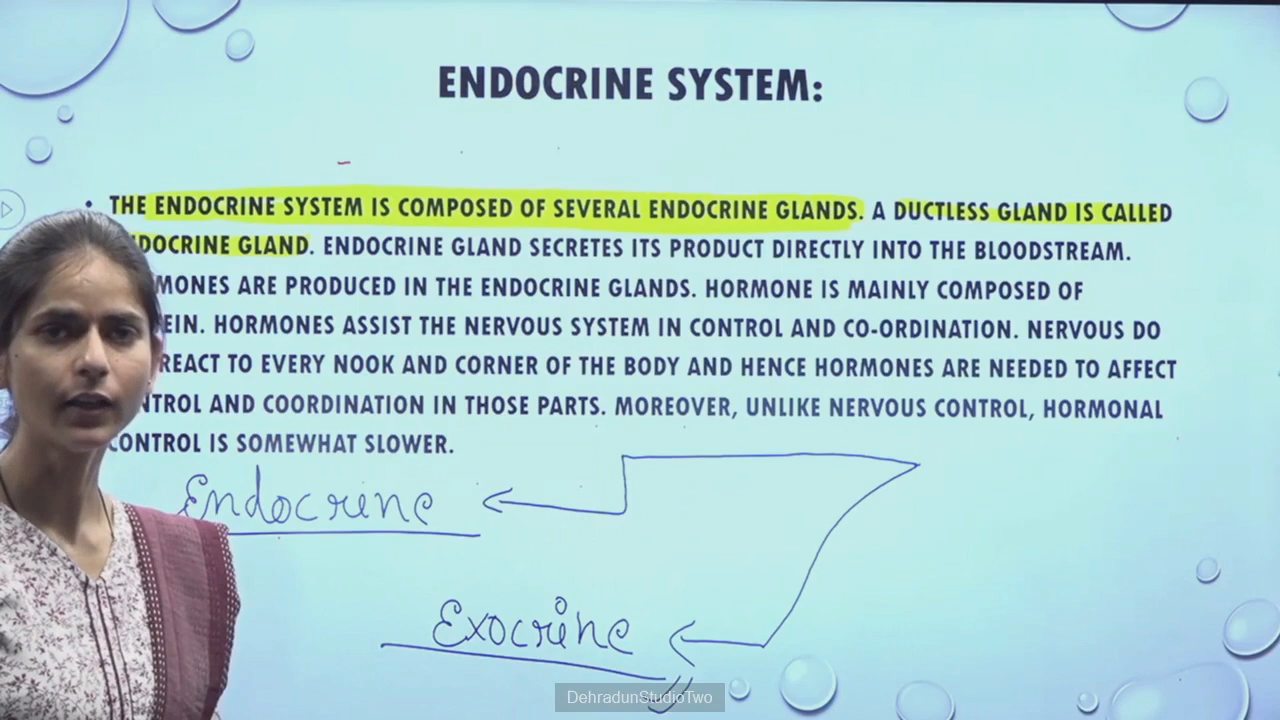 ENDOCRINE SYSTEM:
• THE ENDOCRINE SYSTEM IS COMPOSED OF SEVERAL ENDOCRINE GLANDS. A DUCTLESS GLAND IS CALLED
GLAND. ENDOCRINE GLAND SECRETES ITS PRODUCT DIRECTLY INTO THE BLOODSTREAM.
ARE PRODUCED IN THE ENDOCRINE GLANDS. HORMONE IS MAINLY COMPOSED OF
HORMONES ASSIST THE NERVOUS SYSTEM IN CONTROL AND CO-ORDINATION. NERVOUS DO
REACT TO EVERY NOOK AND CORNER OF THE BODY AND HENCE HORMONES ARE NEEDED TO AFFECT
AND COORDINATION IN THOSE PARTS. MOREOVER, UNLIKE NERVOUS CONTROL, HORMONAL
CONTROL IS SOMEWHAT SLOWER.
Endocrine
Exocrine
DehradunStudioTwo